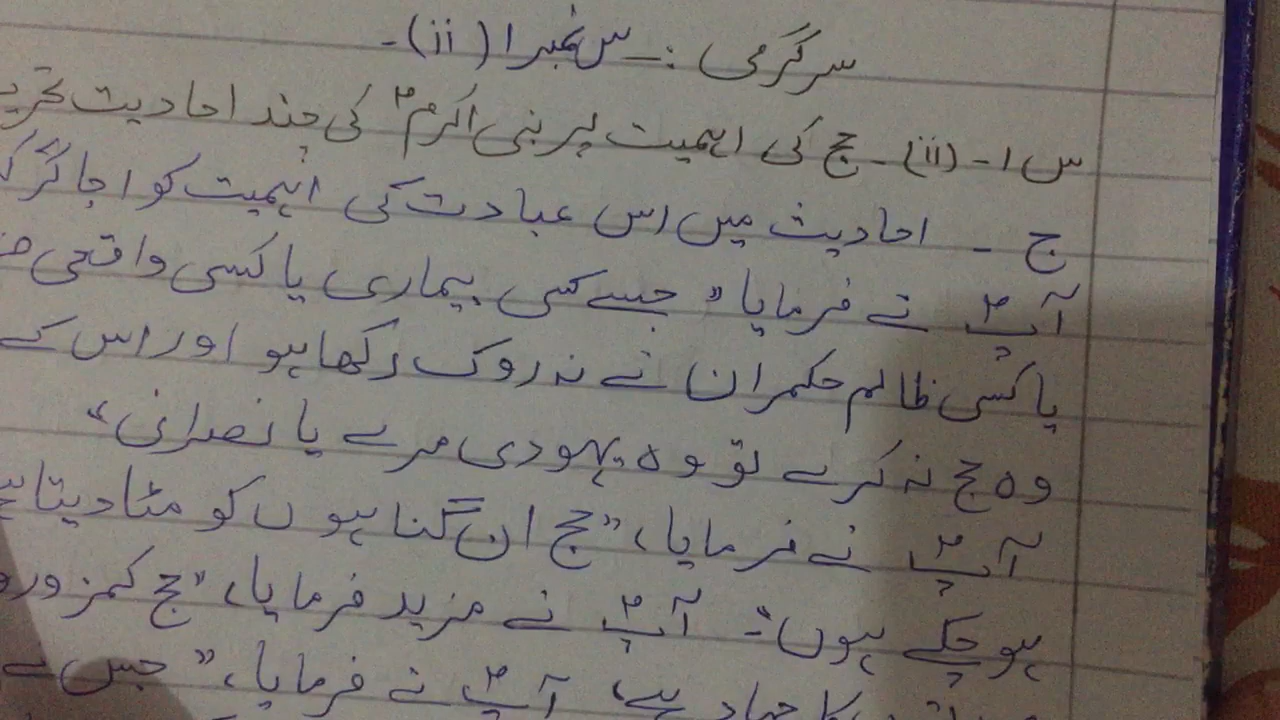 سرگرمی :۔ س نمبر ۱ (ii)۔
س ۱۔ (iii)۔ حج کی اہمیت پر نبی اکرمؐ کی چند احادیث
ج ۔ احادیث میں اس عبادت کی اہمیت کو اجاگر
آپؐ نے فرمایا "جسے کسی بیماری یا کسی واقعی
یا کسی ظالم حکمران نے نہ روک رکھا ہو اور اس کے
وہ حج نہ کرے تو وہ یہودی مرے یا نصرانی"
آپؐ نے فرمایا، "حج ان گناہوں کو مٹا دیتا ہے
ہو چکے ہوں"۔ آپؐ نے مزید فرمایا، "حج کمزور
کا جہاد ہے" آپؐ نے فرمایا، "جس نے